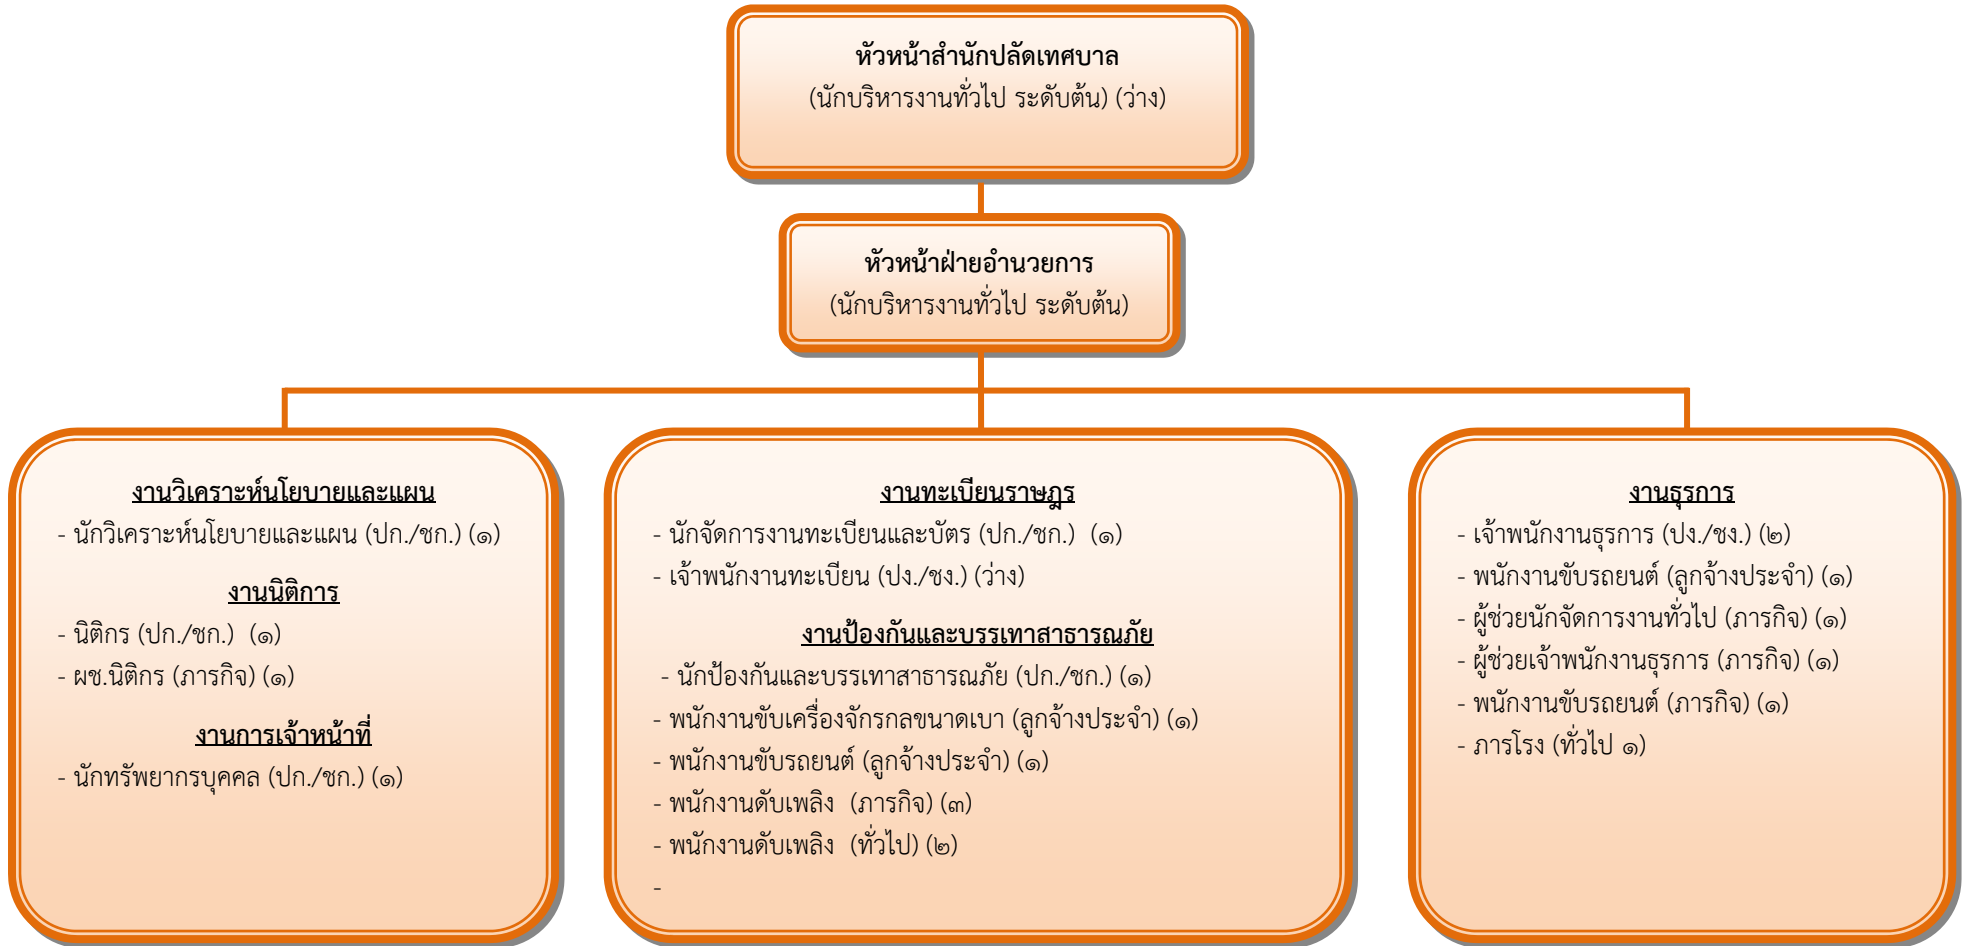 หัวหน้าสำนักปลัดเทศบาล
(นักบริหารงานทั่วไป ระดับต้น) (ว่าง)
หัวหน้าฝ่ายอำนวยการ
(นักบริหารงานทั่วไป ระดับต้น)
งานวิเคราะห์นโยบายและแผน
- นักวิเคราะห์นโยบายและแผน (ปก./ชก.) (๑)
งานนิติการ
- นิติกร (ปก./ชก.) (๑)
- ผช.นิติกร (ภารกิจ) (๑)
งานการเจ้าหน้าที่
- นักทรัพยากรบุคคล (ปก./ชก.) (๑)
งานทะเบียนราษฎร
- นักจัดการงานทะเบียนและบัตร (ปก./ชก.) (๑)
- เจ้าพนักงานทะเบียน (ปง./ชง.) (ว่าง)
งานป้องกันและบรรเทาสาธารณภัย
- นักป้องกันและบรรเทาสาธารณภัย (ปก./ชก.) (๑)
- พนักงานขับเครื่องจักรกลขนาดเบา (ลูกจ้างประจำ) (๑)
- พนักงานขับรถยนต์ (ลูกจ้างประจำ) (๑)
- พนักงานดับเพลิง (ภารกิจ) (๓)
- พนักงานดับเพลิง (ทั่วไป) (๒)
-
งานธุรการ
- เจ้าพนักงานธุรการ (ปง./ชง.) (๒)
- พนักงานขับรถยนต์ (ลูกจ้างประจำ) (๑)
- ผู้ช่วยนักจัดการงานทั่วไป (ภารกิจ) (๑)
- ผู้ช่วยเจ้าพนักงานธุรการ (ภารกิจ) (๑)
- พนักงานขับรถยนต์ (ภารกิจ) (๑)
- ภารโรง (ทั่วไป ๑)